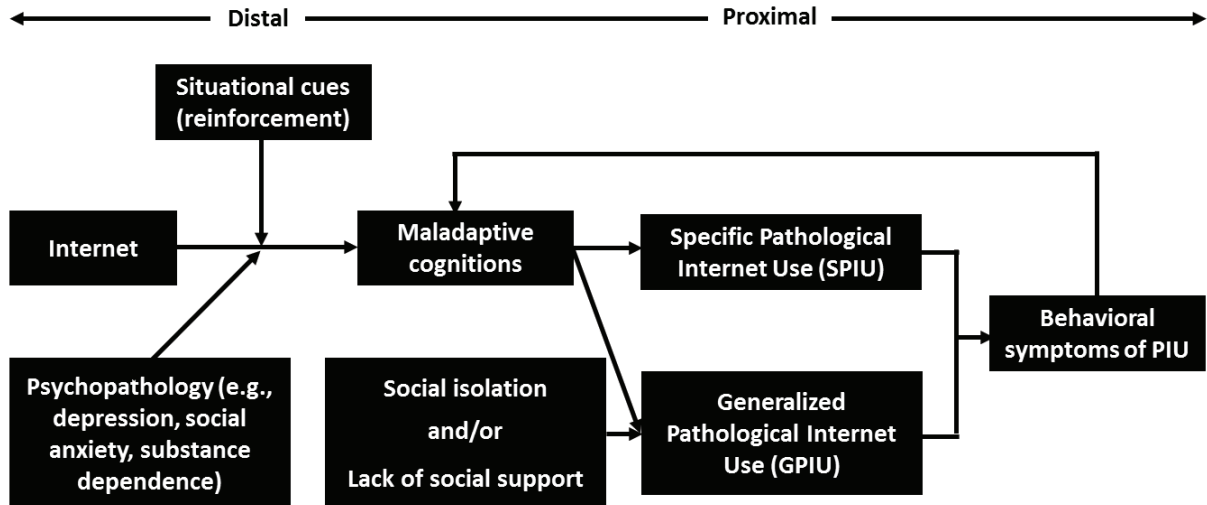 Distal
Proximal
Situational cues
(reinforcement)
Internet
Maladaptive
cognitions
Specific Pathological
Internet Use (SPIU)
Behavioral
symptoms of PIU
Psychopathology (e.g.,
depression, social
anxiety, substance
dependence)
Social isolation
and/or
Lack of social support
Generalized
Pathological Internet
Use (GPIU)